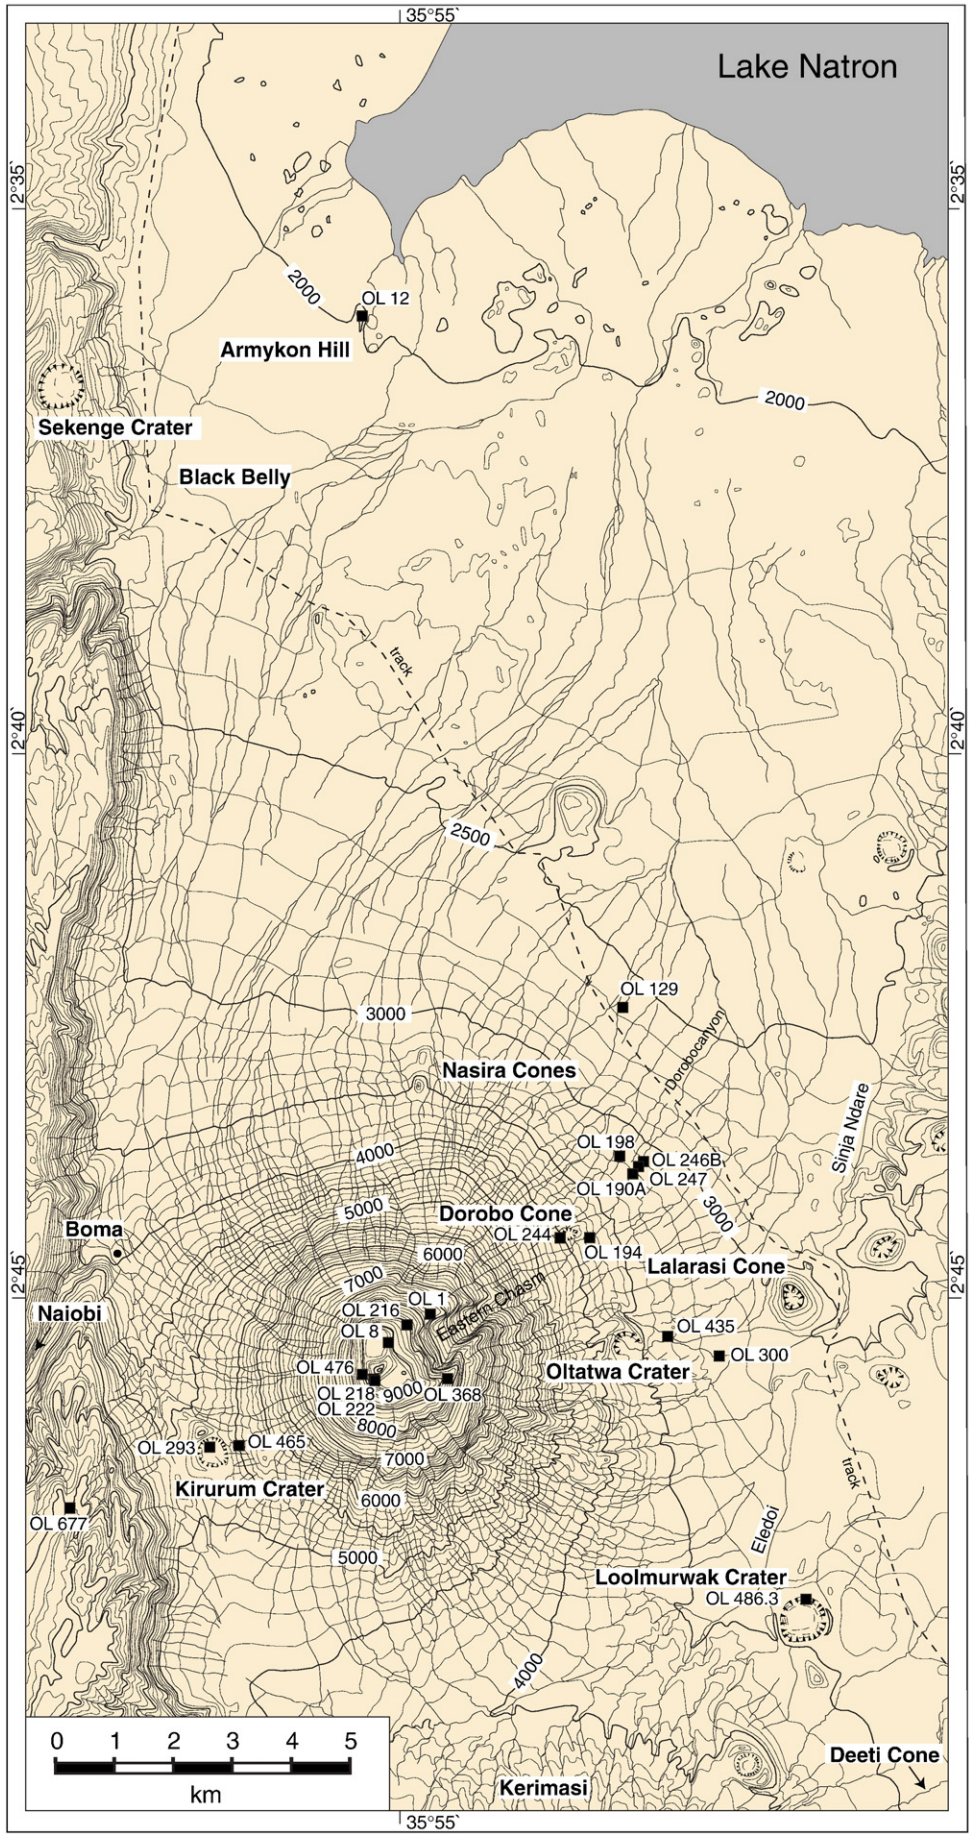 35°55`
Lake Natron
2°35`
2°35`
2000
OL 12
Armykon Hill
2000
Sekenge Crater
Black Belly
track
2°40`
2°40`
2500
OL 129
3000
Dorobocanyon
Nasira Cones
Sinja Ndare
OL 198
4000
OL 246B
OL 247
OL 190A
5000
3000
Dorobo Cone
Boma
OL 244
OL 194
6000
2°45`
2°45`
Lalarasi Cone
7000
Eastern Chasm
OL 1
OL 216
Naiobi
OL 8
OL 435
OL 300
OL 476
Oltatwa Crater
OL 218
9000
OL 368
OL 222
8000
OL 293
OL 465
7000
track
Kirurum Crater
6000
OL 677
Eledoi
5000
Loolmurwak Crater
OL 486.3
4000
0 1 2 3 4 5
km
Deeti Cone
Kerimasi
35°55`